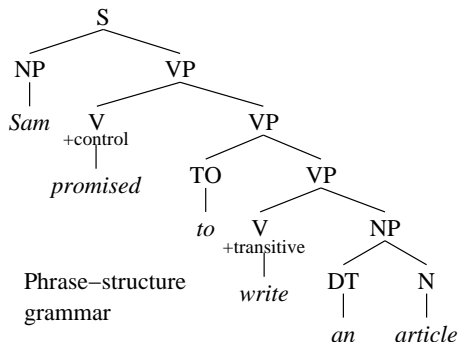 S
NP VP
Sam V VP
+control
promised TO VP
to V NP
+transitive
write DT N
an article
Phrase−structure
grammar